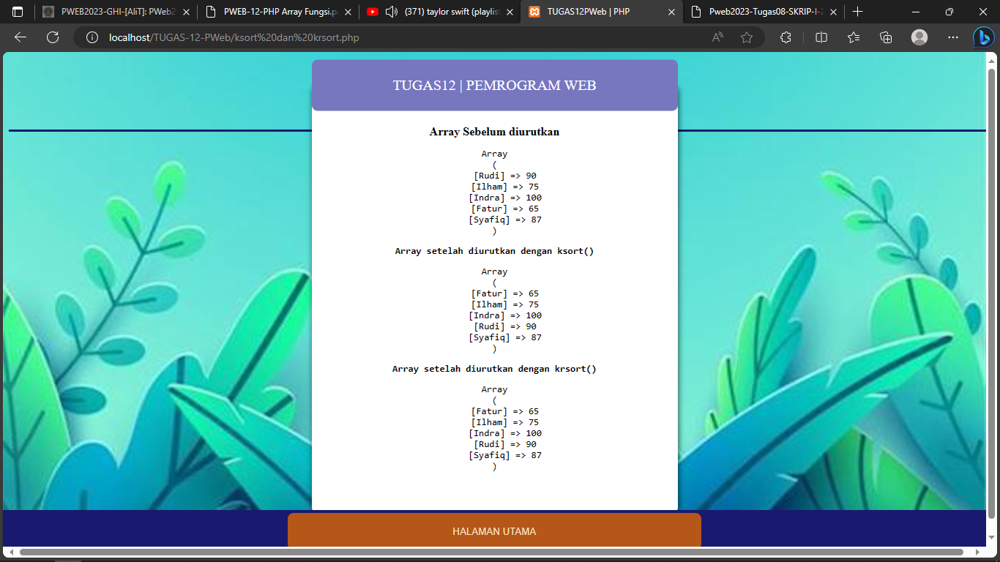 PWEB2023-GHI-[AliT]: PWeb2
PWEB-12-PHP Array Fungsi.p
(371) taylor swift (playlis
TUGAS12PWeb | PHP
Pweb2023-Tugas08-SKRIP-I-2
localhost/TUGAS-12-PWeb/ksort%20dan%20krsort.php
TUGAS12 | PEMROGRAM WEB
Array Sebelum diurutkan
Array
(
[Rudi] => 90
[Ilham] => 75
[Indra] => 100
[Fatur] => 65
[Syafiq] => 87
)
Array setelah diurutkan dengan ksort()
Array
(
[Fatur] => 65
[Ilham] => 75
[Indra] => 100
[Rudi] => 90
[Syafiq] => 87
)
Array setelah diurutkan dengan krsort()
Array
(
[Fatur] => 65
[Ilham] => 75
[Indra] => 100
[Rudi] => 90
[Syafiq] => 87
)
HALAMAN UTAMA